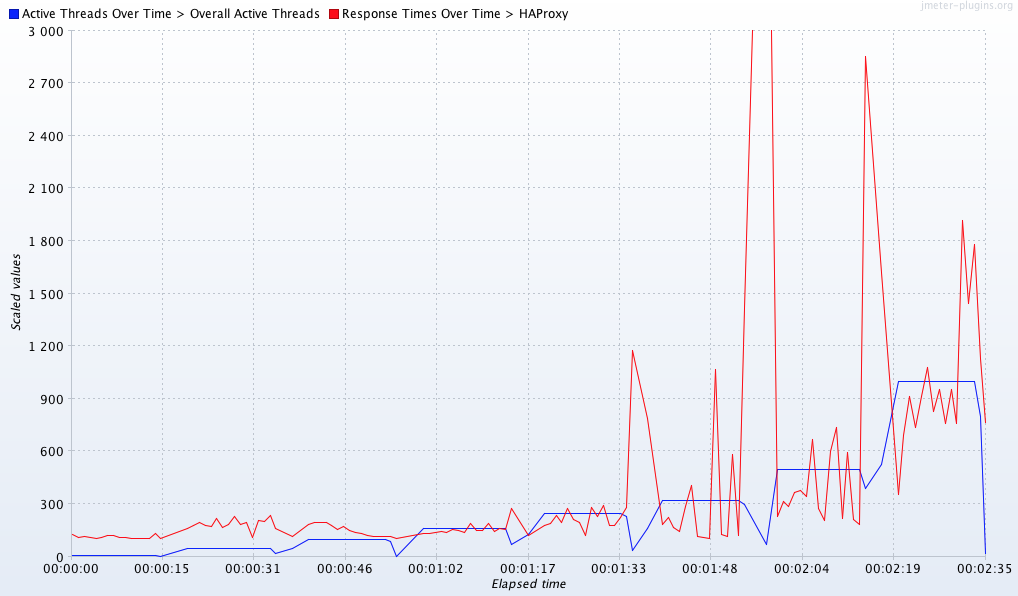 jmeter-plugins.org
Active Threads Over Time > Overall Active Threads Response Times Over Time > HAProxy
3 000
2 700
2 400
2 100
1 800
1 500
1 200
900
600
300
0
Scaled values
00:00:00 00:00:15 00:00:31 00:00:46 00:01:02 00:01:17 00:01:33 00:01:48 00:02:04 00:02:19 00:02:35
Elapsed time